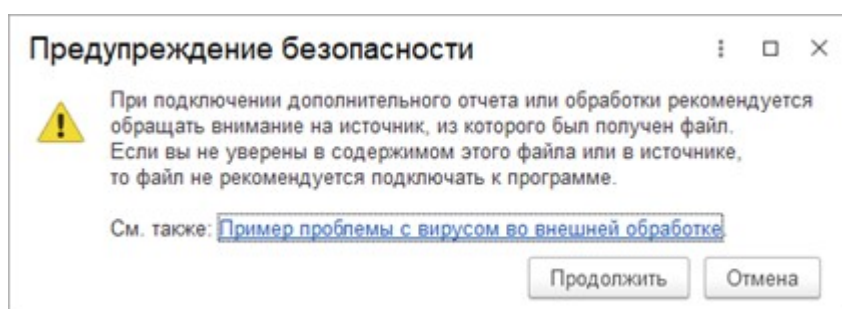 Предупреждение безопасности
При подключении дополнительного отчета или обработки рекомендуется
обращать внимание на источник, из которого был получен файл.
Если вы не уверены в содержимом этого файла или в источнике,
то файл не рекомендуется подключать к программе.
См. также: Пример проблемы с вирусом во внешней обработке.
Продолжить Отмена